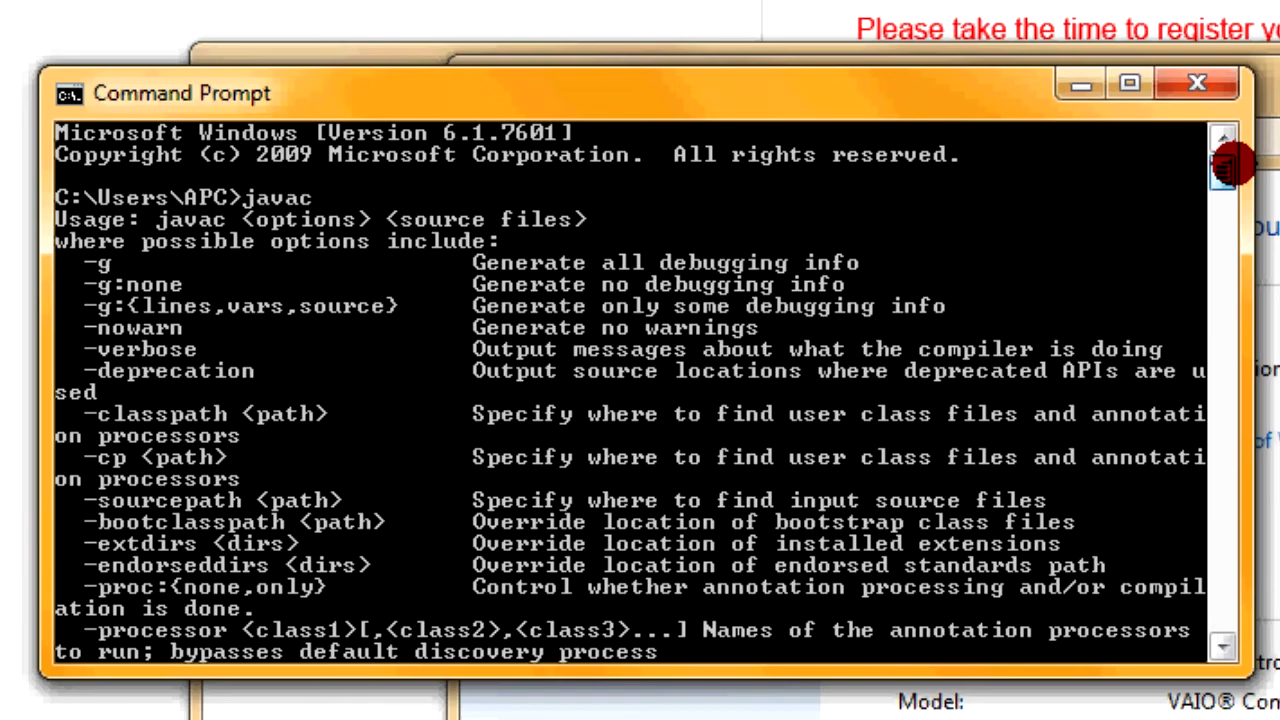 Please take the time to register
Command Prompt
Microsoft Windows [Version 6.1.7601]
Copyright (c) 2009 Microsoft Corporation.  All rights reserved.
C:\Users\APC>javac
Usage: javac <options> <source files>
where possible options include:
-g Generate all debugging info
-g:none Generate no debugging info
-g:{lines,vars,source} Generate only some debugging info
-nowarn Generate no warnings
-verbose Output messages about what the compiler is doing
-deprecation Output source locations where deprecated APIs are u
sed
-classpath <path> Specify where to find user class files and annotati
on processors
-cp <path> Specify where to find user class files and annotati
on processors
-sourcepath <path> Specify where to find input source files
-bootclasspath <path> Override location of bootstrap class files
-extdirs <dirs> Override location of installed extensions
-endorseddirs <dirs> Override location of endorsed standards path
-proc:{none,only} Control whether annotation processing and/or compil
ation is done.
-processor <class1>[,<class2>,<class3>...] Names of the annotation processors
to run; bypasses default discovery process
Model: VAIO® Com